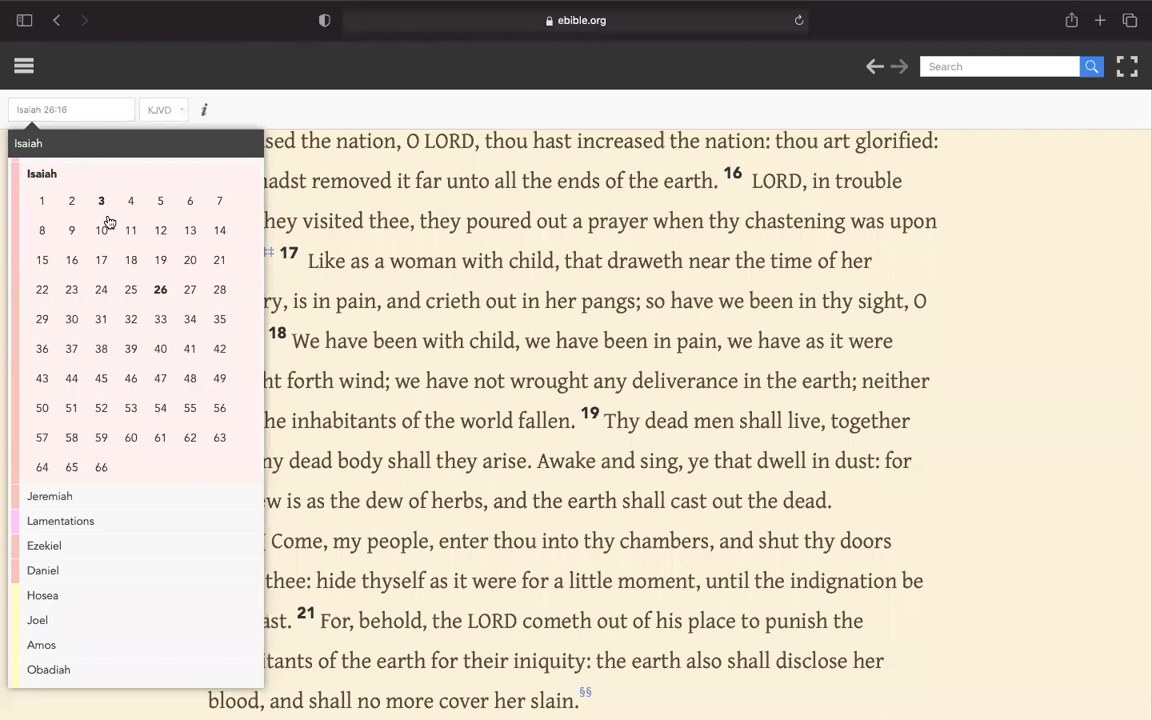 ebible.org
Search
Isaiah 26:16
KJVD
i
Isaiah
Isaiah
1 2 3 4 5 6 7
8 9 10 11 12 13 14
15 16 17 18 19 20 21
22 23 24 25 26 27 28
29 30 31 32 33 34 35
36 37 38 39 40 41 42
43 44 45 46 47 48 49
50 51 52 53 54 55 56
57 58 59 60 61 62 63
64 65 66
Jeremiah
Lamentations
Ezekiel
Daniel
Hosea
Joel
Amos
Obadiah
sed the nation, O LORD, thou hast increased the nation: thou art glorified:
hadst removed it far unto all the ends of the earth. 16 LORD, in trouble
hey visited thee, they poured out a prayer when thy chastening was upon
‡‡ 17 Like as a woman with child, that draweth near the time of her
ry, is in pain, and crieth out in her pangs; so have we been in thy sight, O
18 We have been with child, we have been in pain, we have as it were
ht forth wind; we have not wrought any deliverance in the earth; neither
he inhabitants of the world fallen. 19 Thy dead men shall live, together
ny dead body shall they arise. Awake and sing, ye that dwell in dust: for
ew is as the dew of herbs, and the earth shall cast out the dead.
Come, my people, enter thou into thy chambers, and shut thy doors
thee: hide thyself as it were for a little moment, until the indignation be
ast. 21 For, behold, the LORD cometh out of his place to punish the
itants of the earth for their iniquity: the earth also shall disclose her
blood, and shall no more cover her slain.§§